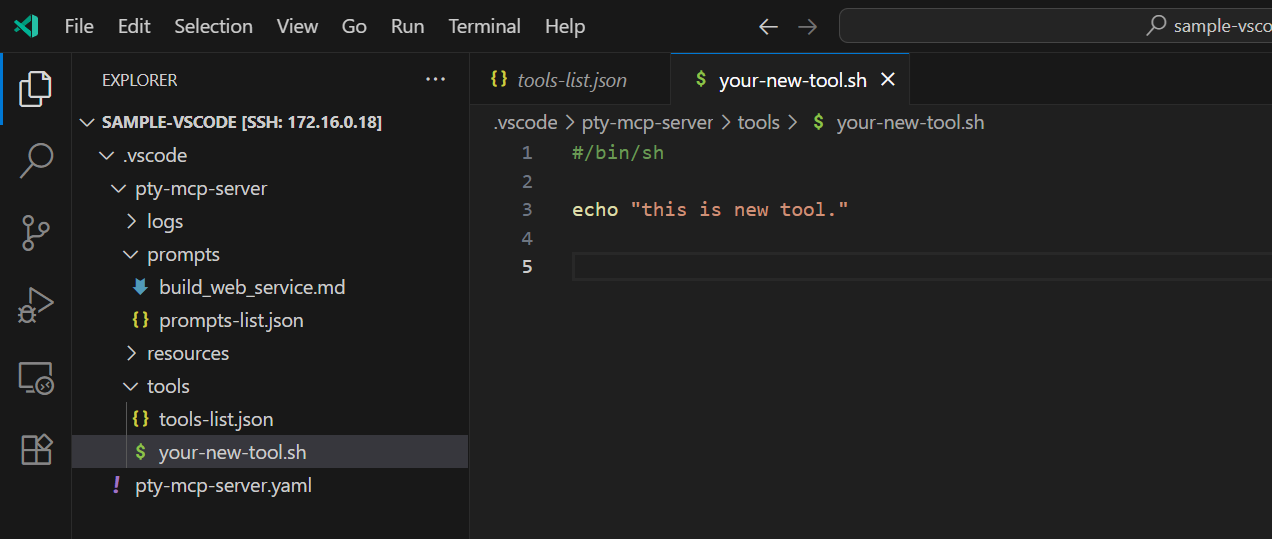 File Edit Selection View Go Run Terminal Help sample-vsco
EXPLORER ···
SAMPLE-VSCODE [SSH: 172.16.0.18]
.vscode
pty-mcp-server
logs
prompts
build_web_service.md
{} prompts-list.json
resources
tools
{} tools-list.json
$ your-new-tool.sh
! pty-mcp-server.yaml
{} tools-list.json $ your-new-tool.sh ×
.vscode > pty-mcp-server > tools > $ your-new-tool.sh
1 #/bin/sh
2
3 echo "this is new tool."
4
5